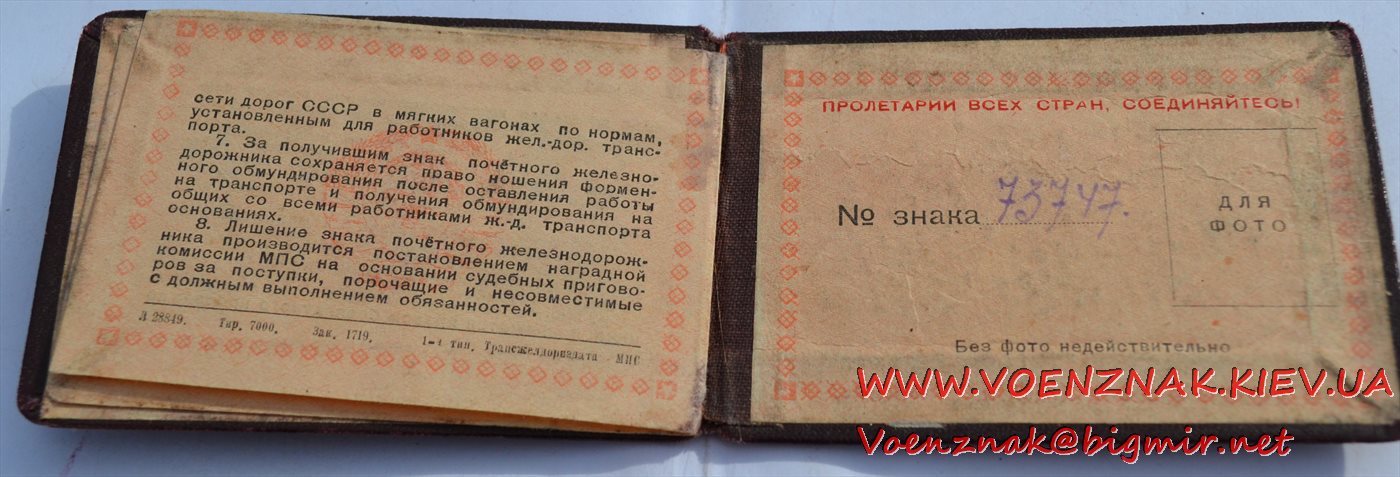 сети дорог СССР в мягких вагонах по нормам,
установленным для работников жел.-дор. транс-
порта.
7. За получившим знак почётного железно-
дорожника сохраняется право ношения формен-
ного обмундирования после оставления работы
на транспорте и получения обмундирования на
общих со всеми работниками ж.-д. транспорта
основаниях.
8. Лишение знака почётного железнодорож-
ника производится постановлением наградной
комиссии МПС на основании судебных пригово-
ров за поступки, порочащие и несовместимые
с должным выполнением обязанностей.
Л 28849. Тир. 7000. Зак. 1719. 1-я тип. Трансжелдориздата МПС
ПРОЛЕТАРИИ ВСЕХ СТРАН, СОЕДИНЯЙТЕСЬ!
№ знака 73747.
ДЛЯ
ФОТО
Без фото недействительно
WWW.VOENZNAK.KIEV.UA
Voenznak@bigmir.net